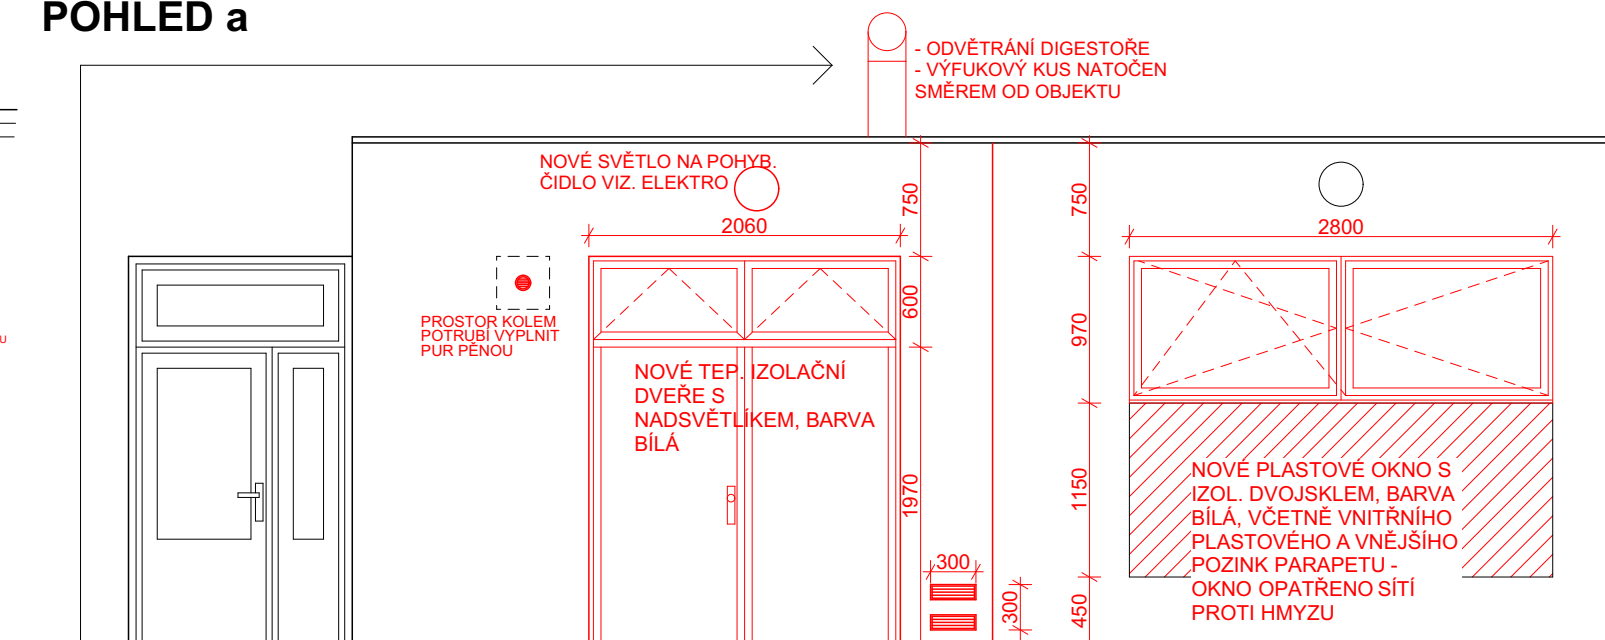 POHLED a
- ODVĚTRÁNÍ DIGESTOŘE
- VÝFUKOVÝ KUS NATOČEN
SMĚREM OD OBJEKTU
NOVÉ SVĚTLO NA POHYB.
ČIDLO VIZ. ELEKTRO
750
750
2060
2800
PROSTOR KOLEM
POTRUBÍ VYPLNIT
PUR PĚNOU
600
970
U
NOVÉ TEP. IZOLAČNÍ
DVEŘE S
NADSVĚTLÍKEM, BARVA
BÍLÁ
1970
1150
NOVÉ PLASTOVÉ OKNO S
IZOL. DVOJSKLEM, BARVA
BÍLÁ, VČETNĚ VNITŘNÍHO
PLASTOVÉHO A VNĚJŠÍHO
POZINK PARAPETU -
OKNO OPATŘENO SÍTÍ
PROTI HMYZU
300
300
450